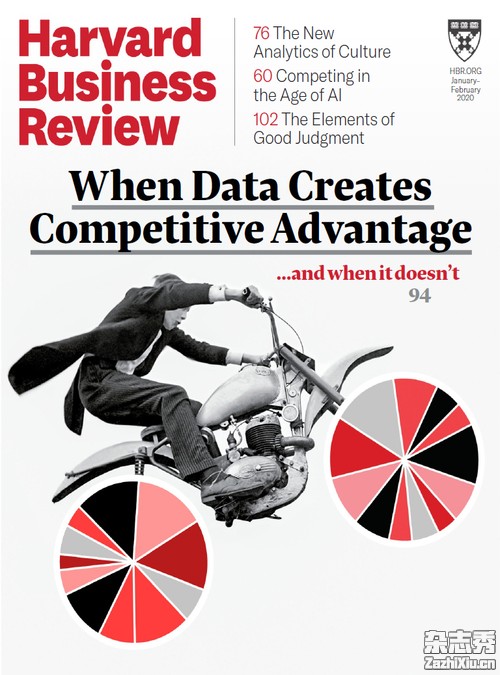 Harvard
Business
Review
76 The New
Analytics of Culture
60 Competing in
the Age of AI
102 The Elements of
Good Judgment
HBR.ORG
January–
February
2020
When Data Creates
Competitive Advantage
...and when it doesn’t
94
杂志秀
ZaZhiXiu.cn